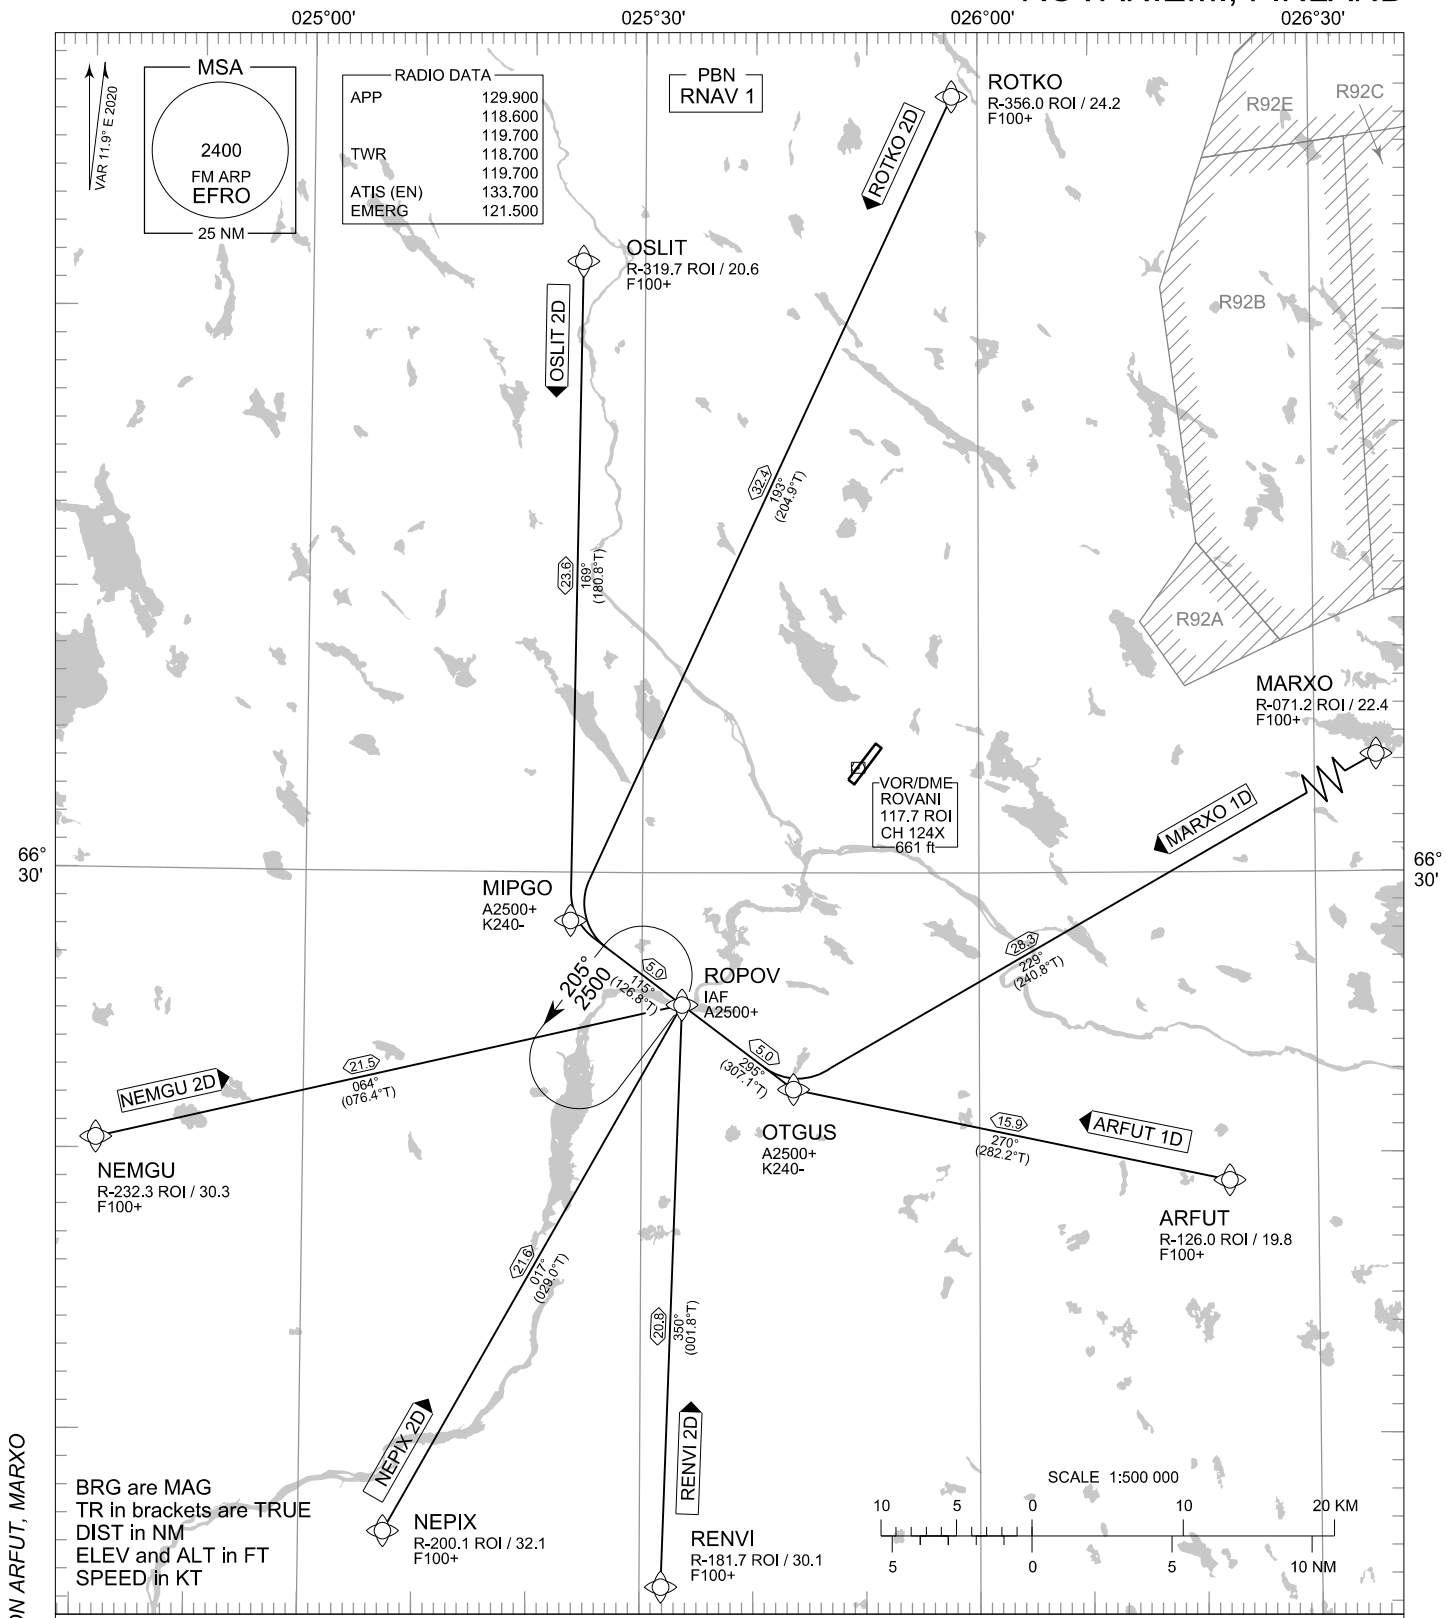 025°00'
025°30'
026°00'
026°30'
VAR 11.9° E 2020
MSA
2400
FM ARP
EFRO
25 NM
RADIO DATA
APP 129.900
118.600
119.700
TWR 118.700
119.700
ATIS (EN) 133.700
EMERG 121.500
PBN
RNAV 1
ROTKO
R-356.0 ROI / 24.2
F100+
ROTKO 2D
R92E
R92C
R92B
R92A
OSLIT
R-319.7 ROI / 20.6
F100+
OSLIT 2D
32.4
193°
(204.9°T)
23.6
169°
(180.8°T)
MARXO
R-071.2 ROI / 22.4
F100+
MARXO 1D
VOR/DME
ROVANI
117.7 ROI
CH 124X
661 ft
66°
30'
66°
30'
MIPGO
A2500+
K240-
28.3
229°
(240.8°T)
205°
2500
5.0
115°
(126.8°T)
ROPOV
IAF
A2500+
5.0
295°
(307.1°T)
21.5
064°
(076.4°T)
NEMGU 2D
NEMGU
R-232.3 ROI / 30.3
F100+
OTGUS
A2500+
K240-
15.9
270°
(282.2°T)
ARFUT 1D
ARFUT
R-126.0 ROI / 19.8
F100+
21.6
017°
(029.0°T)
20.8
350°
(001.8°T)
NEPIX 2D
RENVI 2D
NEPIX
R-200.1 ROI / 32.1
F100+
RENVI
R-181.7 ROI / 30.1
F100+
BRG are MAG
TR in brackets are TRUE
DIST in NM
ELEV and ALT in FT
SPEED in KT
SCALE 1:500 000
10 5 0 10 20 KM
5 0 5 10 NM
ARFUT, MARXO